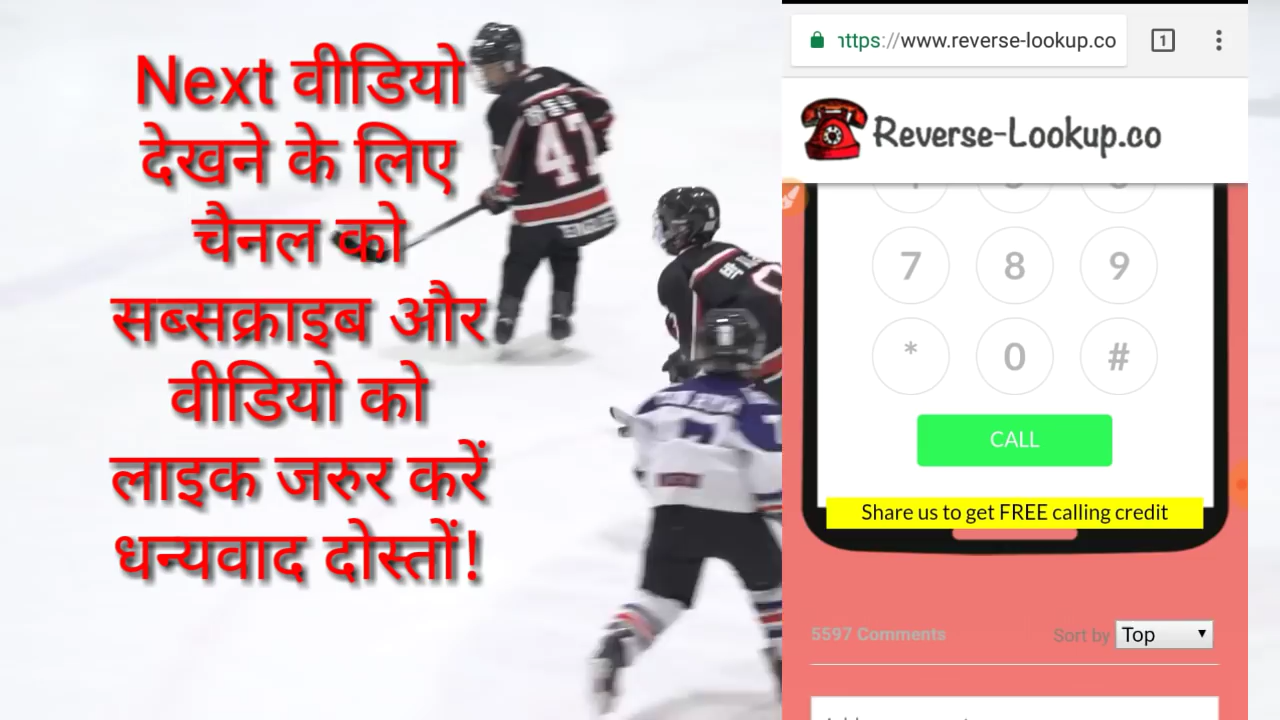 Next वीडियो
देखने के लिए
चैनल को
सब्सक्राइब और
वीडियो को
लाइक जरुर करें
धन्यवाद दोस्तों!
47
https://www.reverse-lookup.co
1
Reverse-Lookup.co
7 8 9
* 0 #
CALL
Share us to get FREE calling credit
5597 Comments
Sort by Top